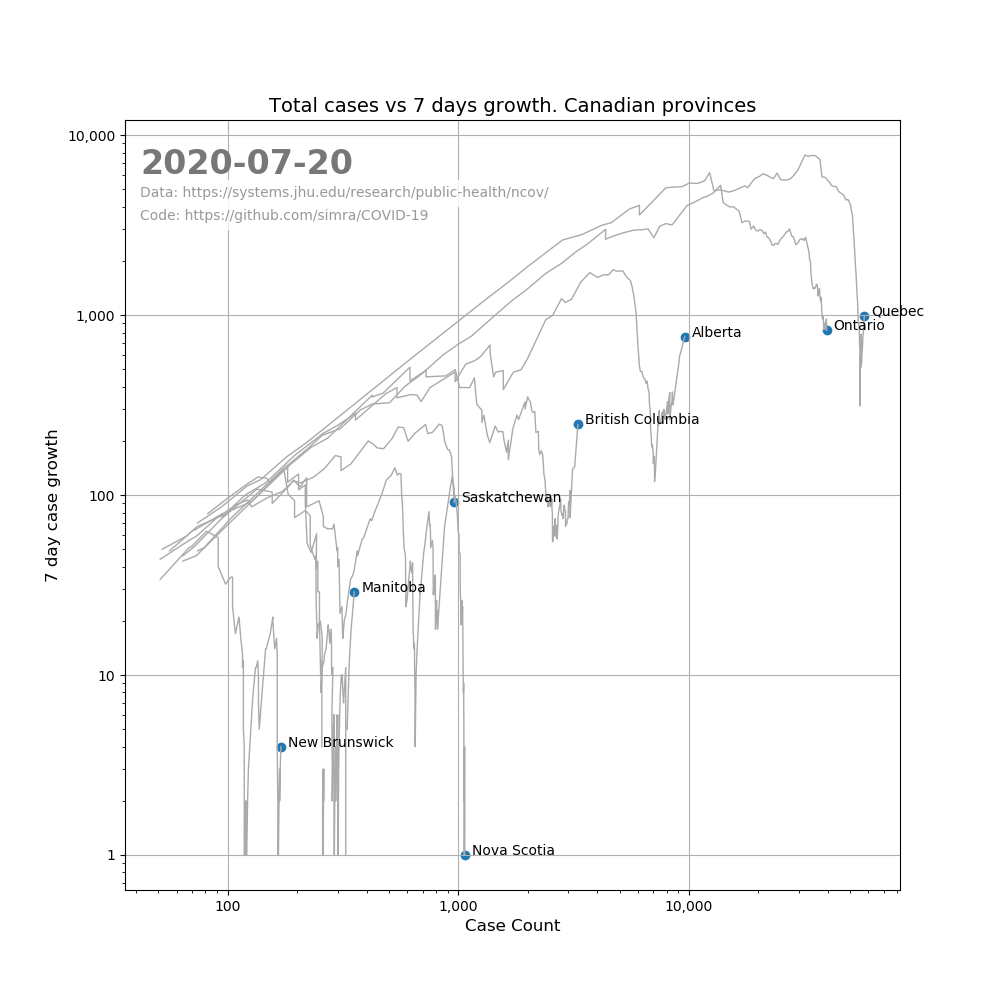 Total cases vs 7 days growth. Canadian provinces
10,000
2020-07-20
Data: https://systems.jhu.edu/research/public-health/ncov/
Code: https://github.com/simra/COVID-19
1,000
Quebec
Ontario
Alberta
British Columbia
7 day case growth
100
Saskatchewan
Manitoba
10
New Brunswick
1
Nova Scotia
100
1,000
10,000
Case Count